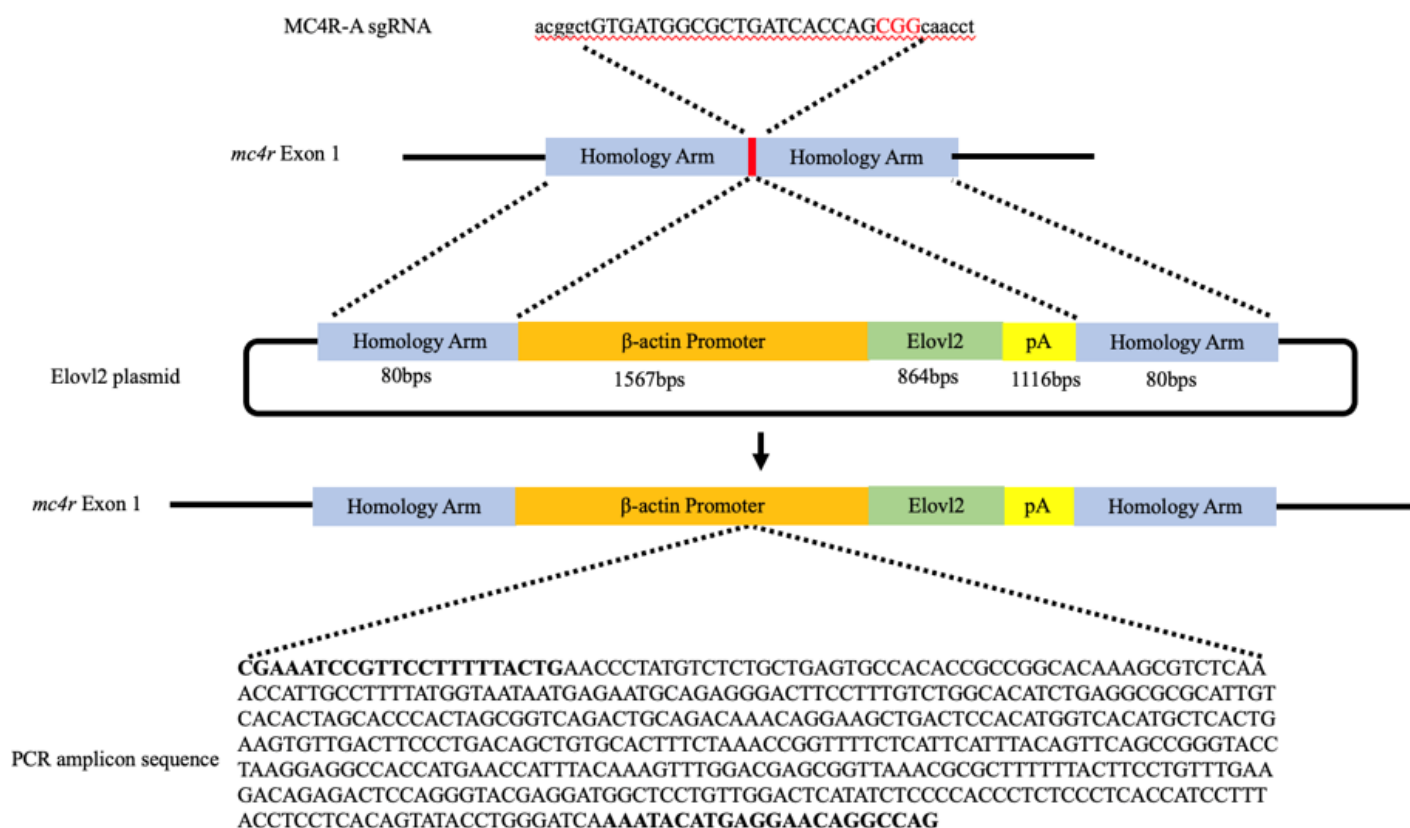 MC4R-A sgRNA acggctGTGATGGCGCTGATCACCAGCGGcaacct
mc4r Exon 1 Homology Arm Homology Arm
Homology Arm β-actin Promoter Elovl2 pA Homology Arm
Elovl2 plasmid 80bps 1567bps 864bps 1116bps 80bps
mc4r Exon 1 Homology Arm β-actin Promoter Elovl2 pA Homology Arm
CGAAATCCGTTCCTTTTTACTGAACCCTATGTCTCTGCTGAGTGCCACACCGCCGGCACAAAGCGTCTCAA
ACCATTGCCTTTTATGGTAATAATGAGAATGCAGAGGGACTTCCTTTGTCTGGCACATCTGAGGCGCGCATTGT
CACACTAGCACCCACTAGCGGTCAGACTGCAGACAAACAGGAAGCTGACTCCACATGGTCACATGCTCACTG
AAGTGTTGACTTCCCTGACAGCTGTGCACTTTCTAAACCGGTTTTCTCATTCATTTACAGTTCAGCCGGGTACC
PCR amplicon sequence
TAAGGAGGCCACCATGAACCATTTACAAAGTTTGGACGAGCGGTTAAACGCGCTTTTTTACTTCCTGTTTGAA
GACAGAGACTCCAGGGTACGAGGATGGCTCCTGTTGGACTCATATCTCCCCACCCTCTCCCTCACCATCCTTT
ACCTCCTCACAGTATACCTGGGATCAAAATACATGAGGAACAGGCCAG